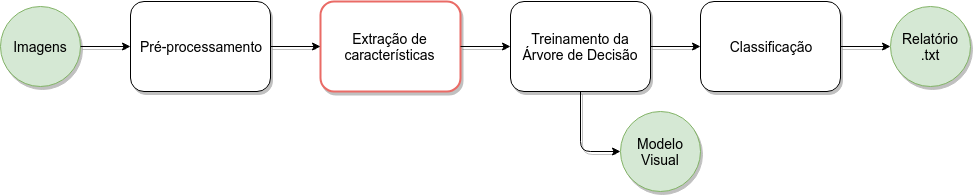 Imagens
Pré-processamento
Extração de
características
Treinamento da
Árvore de Decisão
Classificação
Relatório
.txt
Modelo
Visual